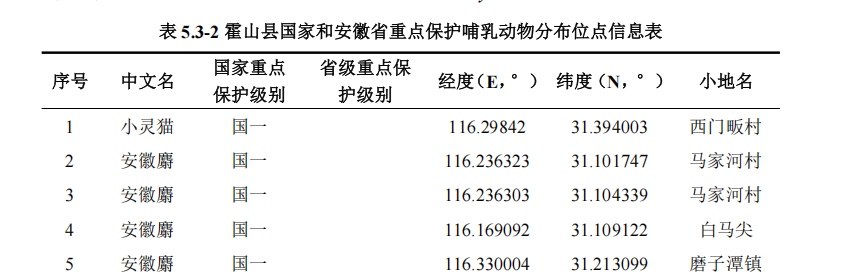 表 5.3-2 霍山县国家和安徽省重点保护哺乳动物分布位点信息表
序号 中文名 国家重点保护级别 省级重点保护级别 经度（E，°） 纬度（N，°） 小地名
1 小灵猫 国一 116.29842 31.394003 西门畈村
2 安徽麝 国一 116.236323 31.101747 马家河村
3 安徽麝 国一 116.236303 31.104339 马家河村
4 安徽麝 国一 116.169092 31.109122 白马尖
5 安徽麝 国一 116.330004 31.213099 磨子潭镇